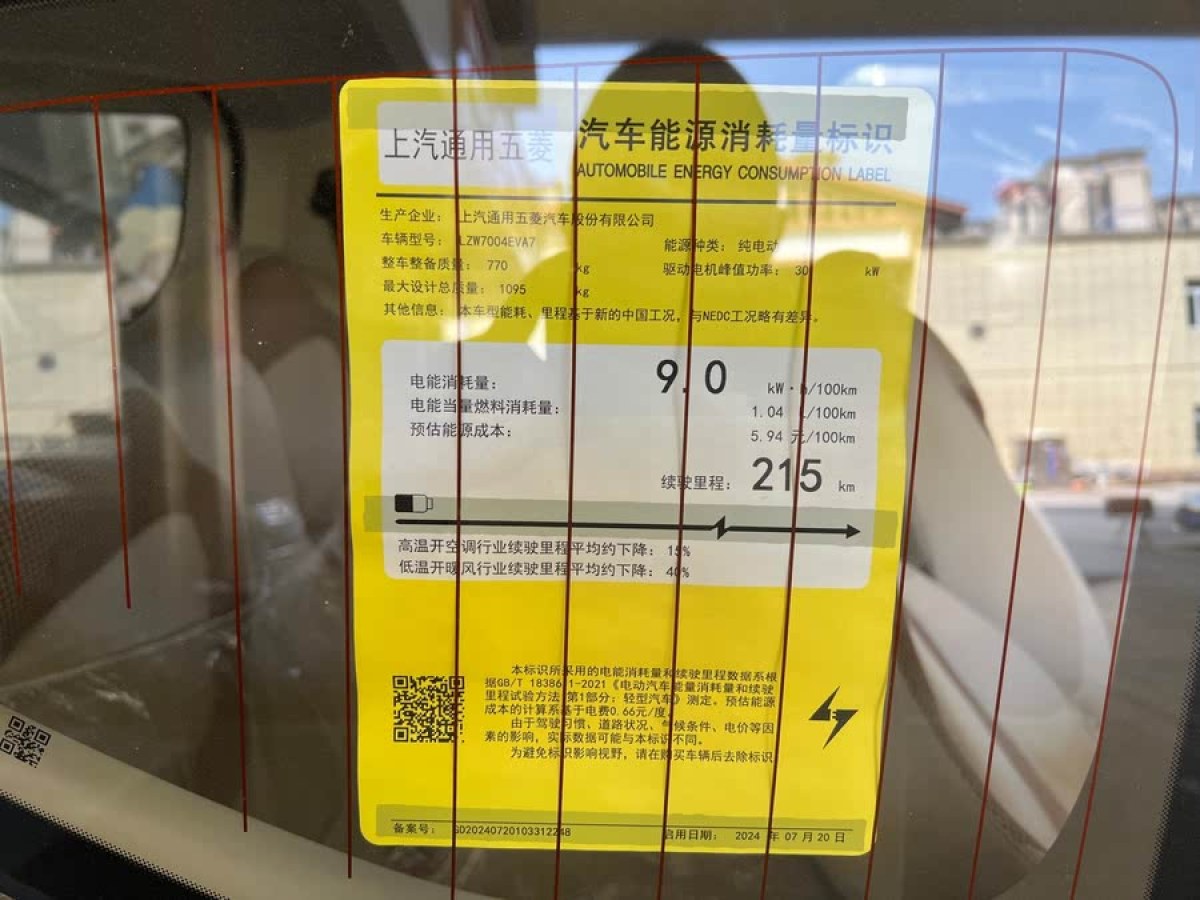 上汽通用五菱
汽车能源消耗量标识
AUTOMOBILE ENERGY CONSUMPTION LABEL
生产企业： 上汽通用五菱汽车股份有限公司
车辆型号： LZW7004EVA7 能源种类： 纯电动
整车整备质量： 770 kg 驱动电机峰值功率： 30 kW
最大设计总质量： 1095 kg
其他信息： 本车型能耗、里程基于新的中国工况，与NEDC工况略有差异。
电能消耗量： 9.0 kW·h/100km
电能当量燃料消耗量： 1.04 L/100km
预估能源成本： 5.94 元/100km
续驶里程： 215 km
高温开空调行业续驶里程平均约下降： 15%
低温开暖风行业续驶里程平均约下降： 40%
本标识所采用的电能消耗量和续驶里程数据系根
据GB/T 18386.1-2021《电动汽车能量消耗量和续驶
里程试验方法 第1部分：轻型汽车》测定，预估能源
成本的计算系基于电费0.66元/度。
由于驾驶习惯、道路状况、气候条件、电价等因
素的影响，实际数据可能与本标识不同。
为避免标识影响视野，请在购买车辆后去除标识。
备案号： GD20240720103312248 启用日期： 2024 年 07 月 20 日